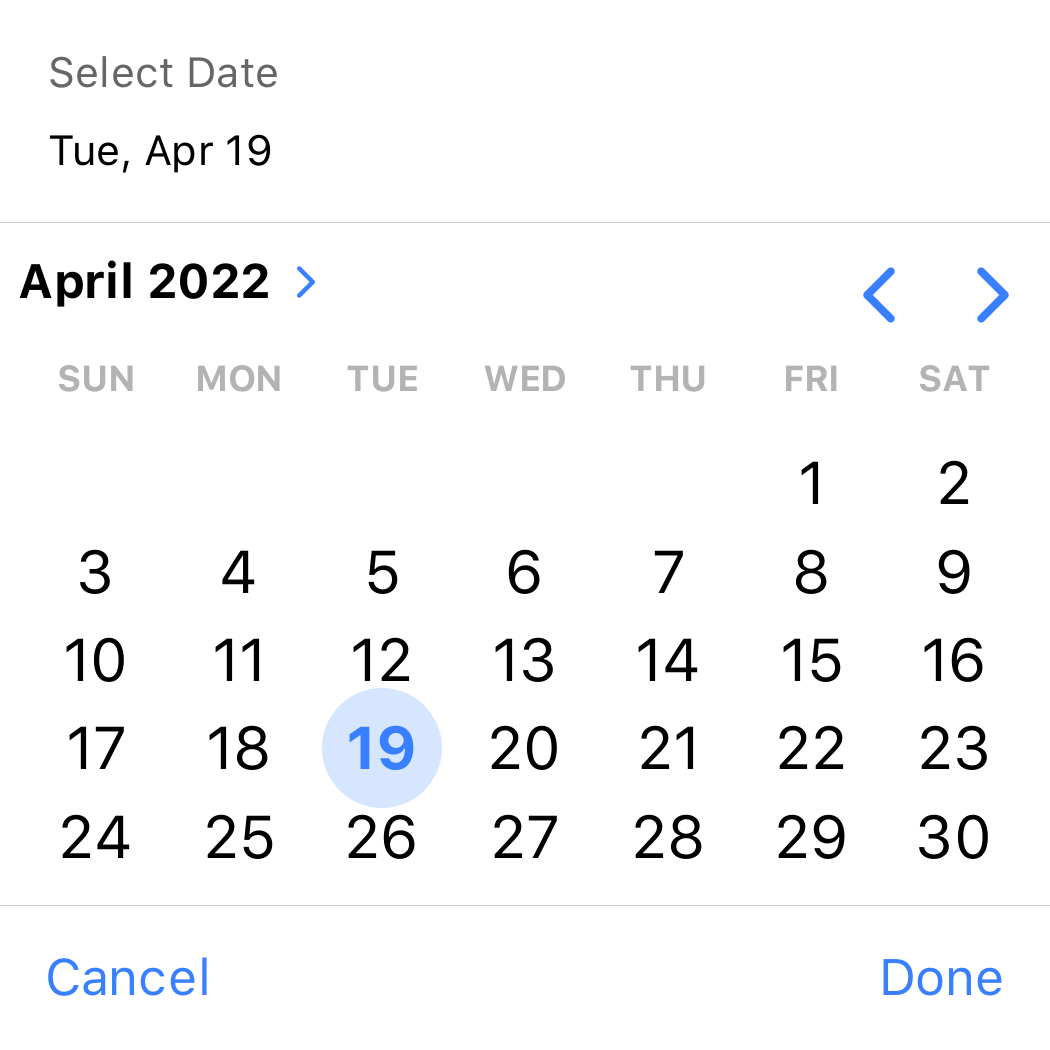 Select Date
Tue, Apr 19
April 2022
SUN MON TUE WED THU FRI SAT
1 2
3 4 5 6 7 8 9
10 11 12 13 14 15 16
17 18 19 20 21 22 23
24 25 26 27 28 29 30
Cancel Done